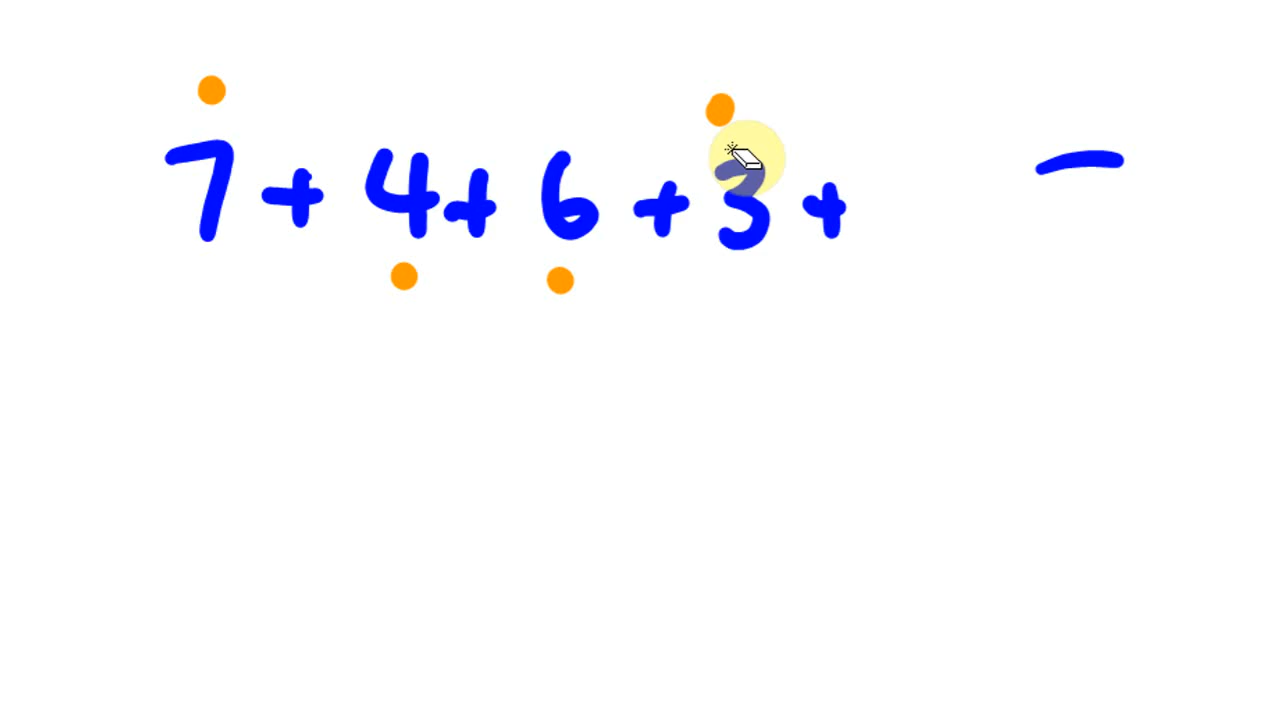 7 + 4 + 6 + 3 + −